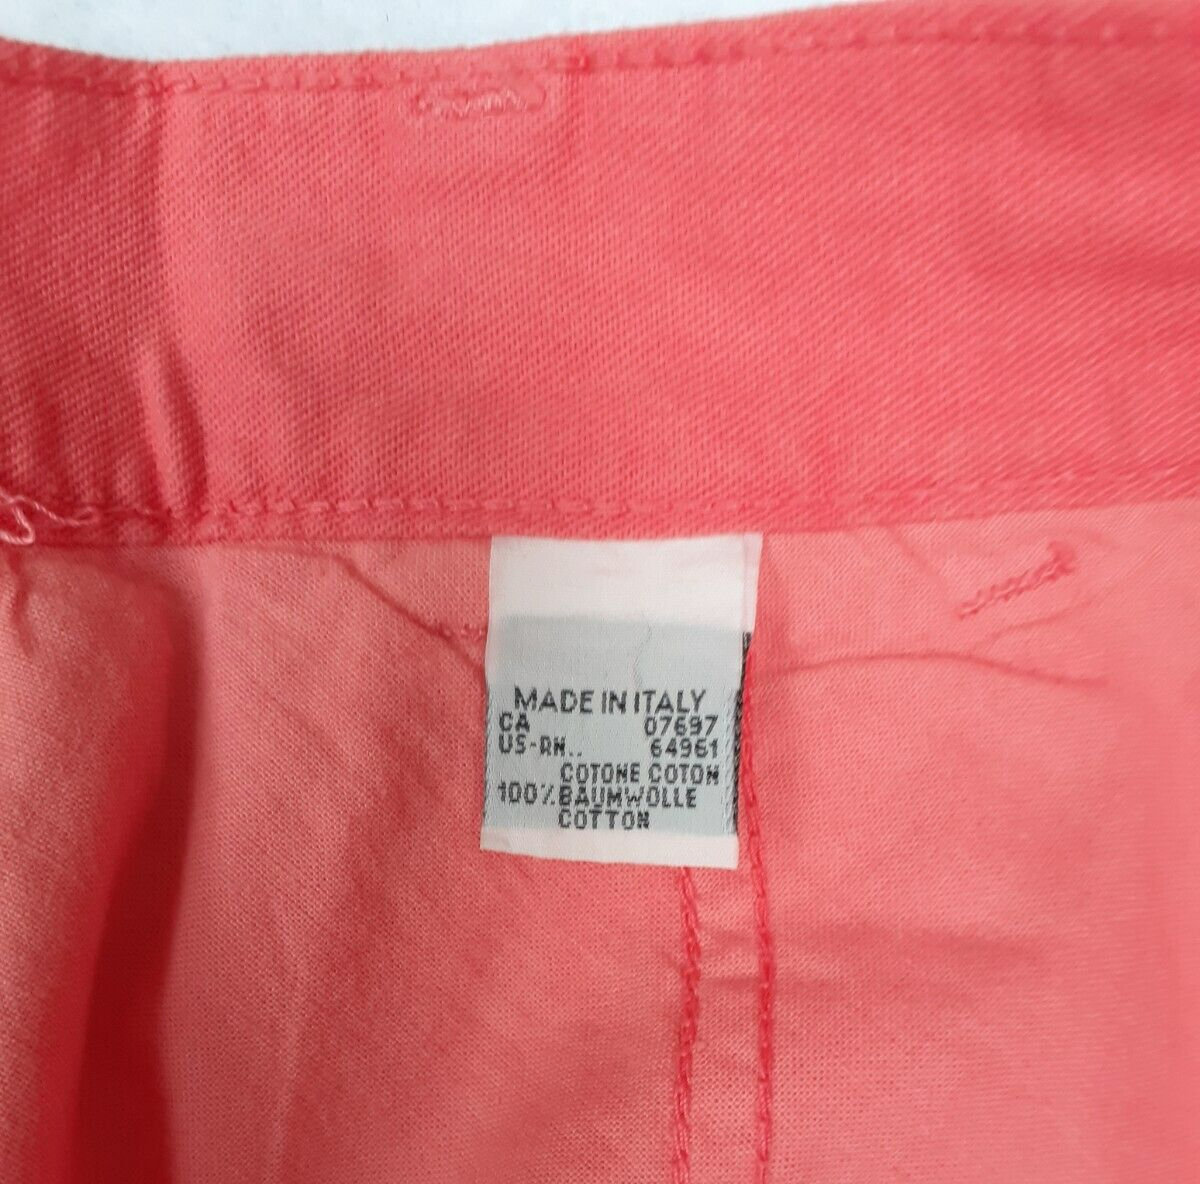 MADE IN ITALY
CA 07697
US-RN.. 64961
COTONE COTON
100% BAUMWOLLE
COTTON